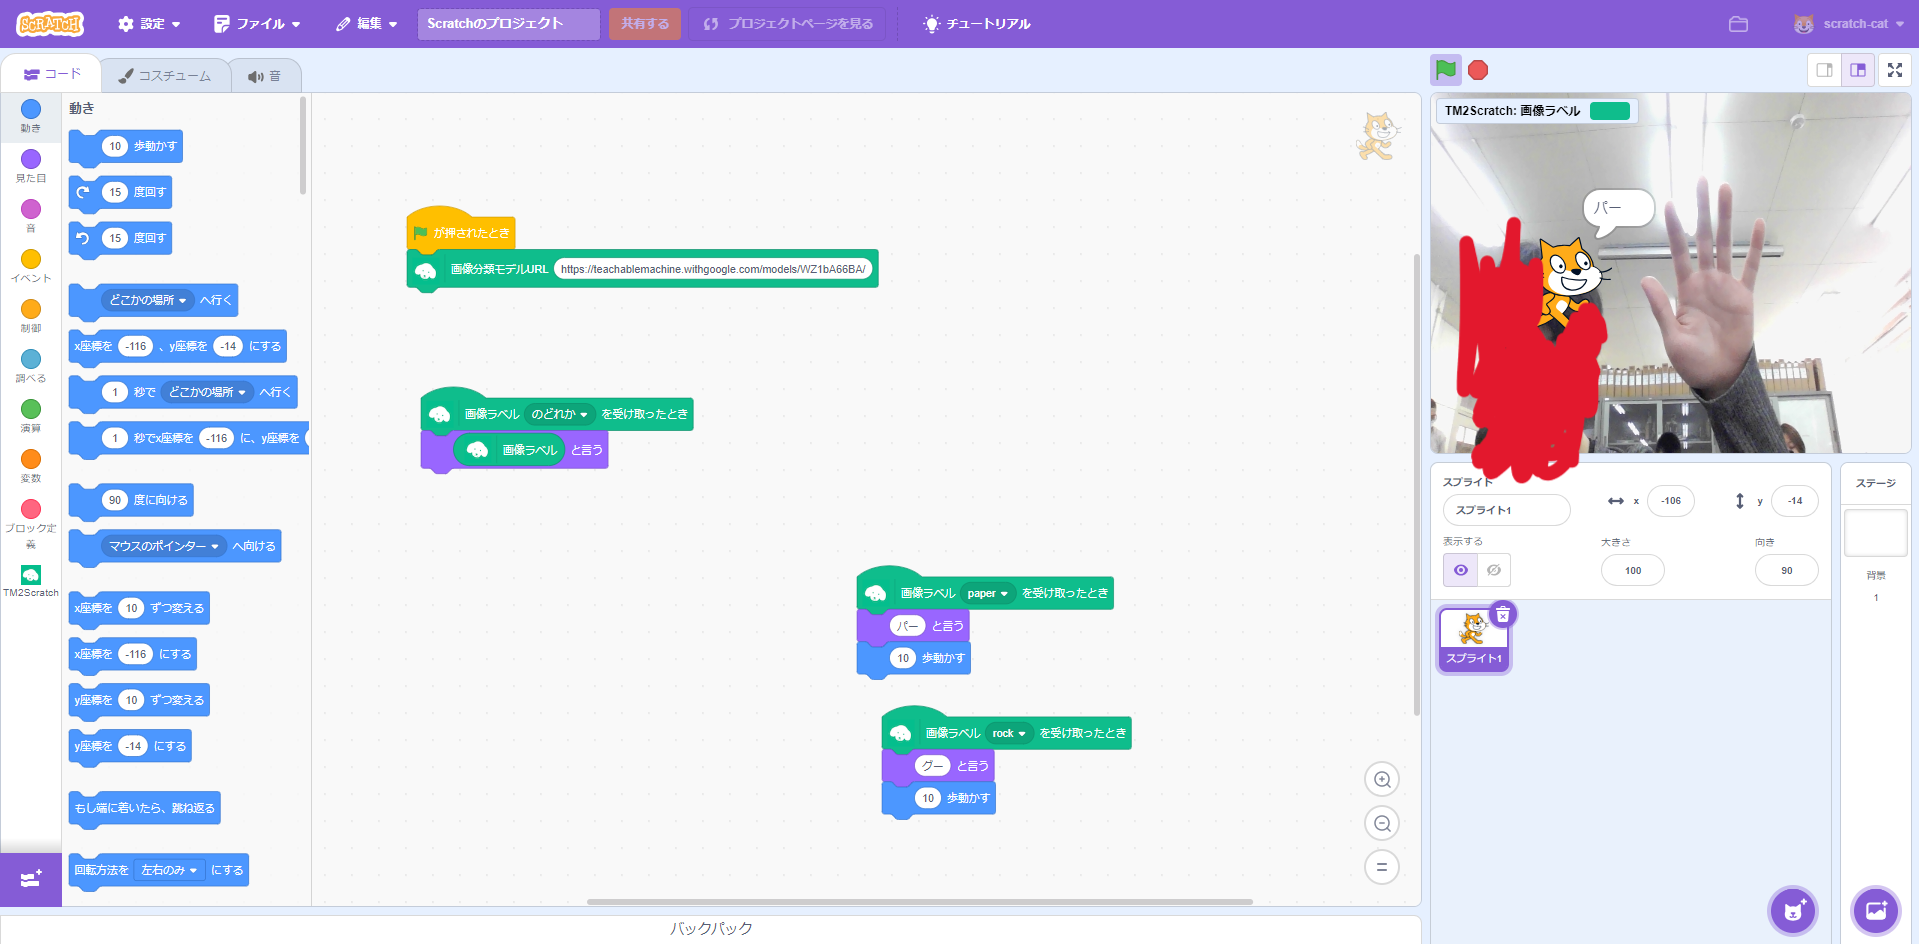 SCRATCH 設定 ファイル 編集 Scratchのプロジェクト 共有する プロジェクトページを見る チュートリアル scratch-cat
コード コスチューム 音
動き
見た目
音
イベント
制御
調べる
演算
変数
ブロック定
義
TM2Scratch
動き
10 歩動かす
15 度回す
15 度回す
どこかの場所 へ行く
x座標を -116 、y座標を -14 にする
1 秒で どこかの場所 へ行く
1 秒でx座標を -116 に、y座標を
90 度に向ける
マウスのポインター へ向ける
x座標を 10 ずつ変える
x座標を -116 にする
y座標を 10 ずつ変える
y座標を -14 にする
もし端に着いたら、跳ね返る
回転方法を 左右のみ にする
が押されたとき
画像分類モデルURL https://teachablemachine.withgoogle.com/models/WZ1bA66BA/
画像ラベル のどれか を受け取ったとき
画像ラベル と言う
画像ラベル paper を受け取ったとき
パー と言う
10 歩動かす
画像ラベル rock を受け取ったとき
グー と言う
10 歩動かす
バックパック
TM2Scratch: 画像ラベル
パー
スプライト
スプライト1 x -106 y -14
表示する 大きさ 100 向き 90
スプライト1
ステージ
背景
1